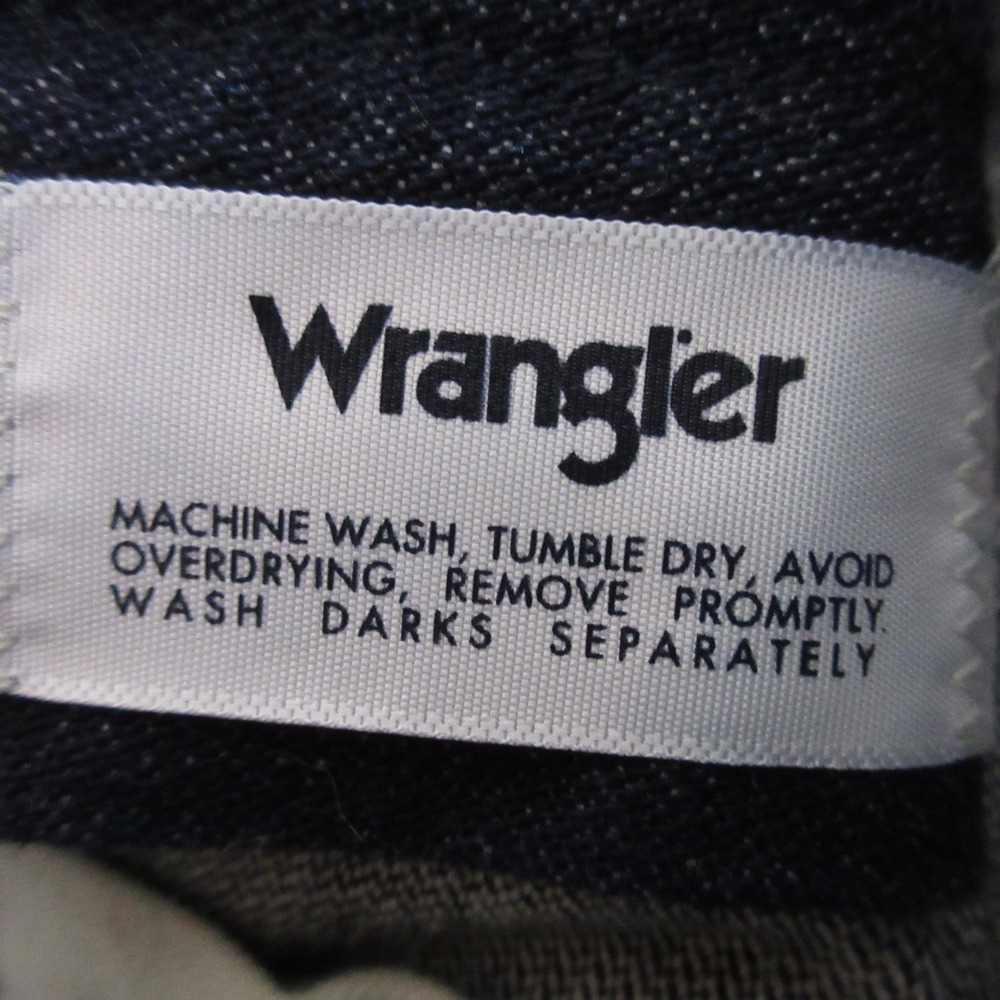 Wrangler
MACHINE WASH, TUMBLE DRY, AVOID
OVERDRYING, REMOVE PROMPTLY.
WASH DARKS SEPARATELY